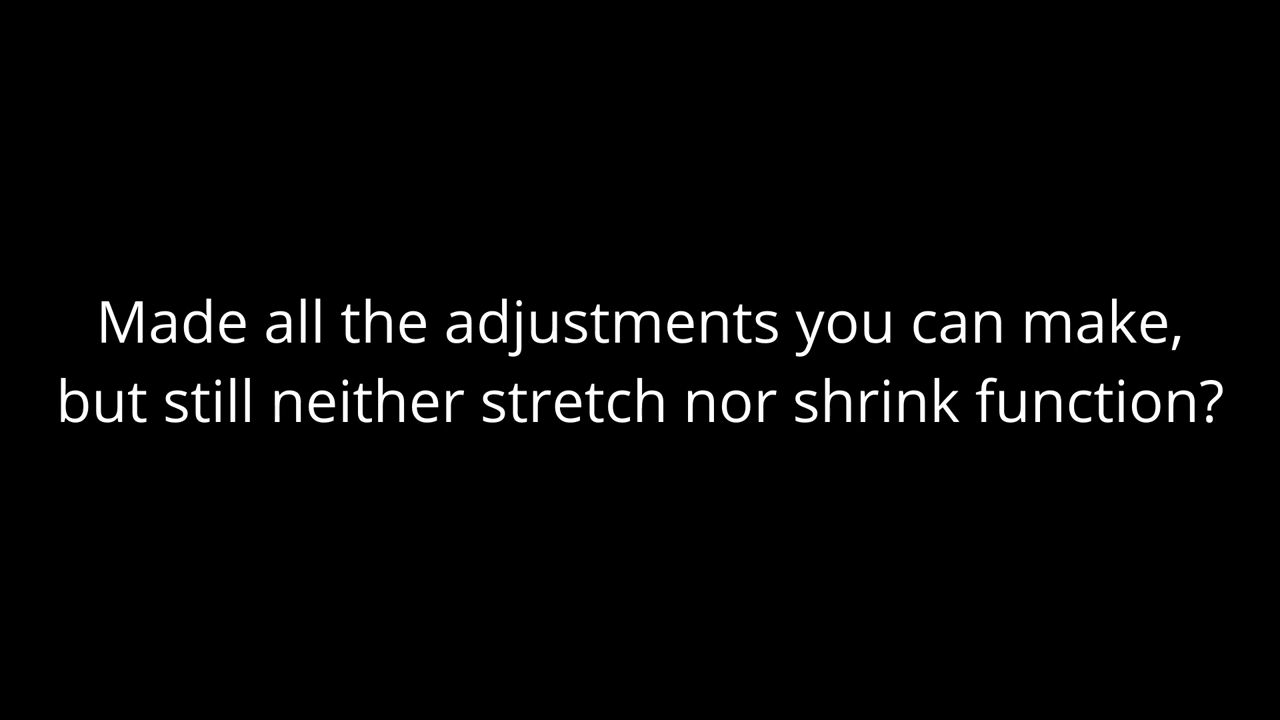 Made all the adjustments you can make,
but still neither stretch nor shrink function?